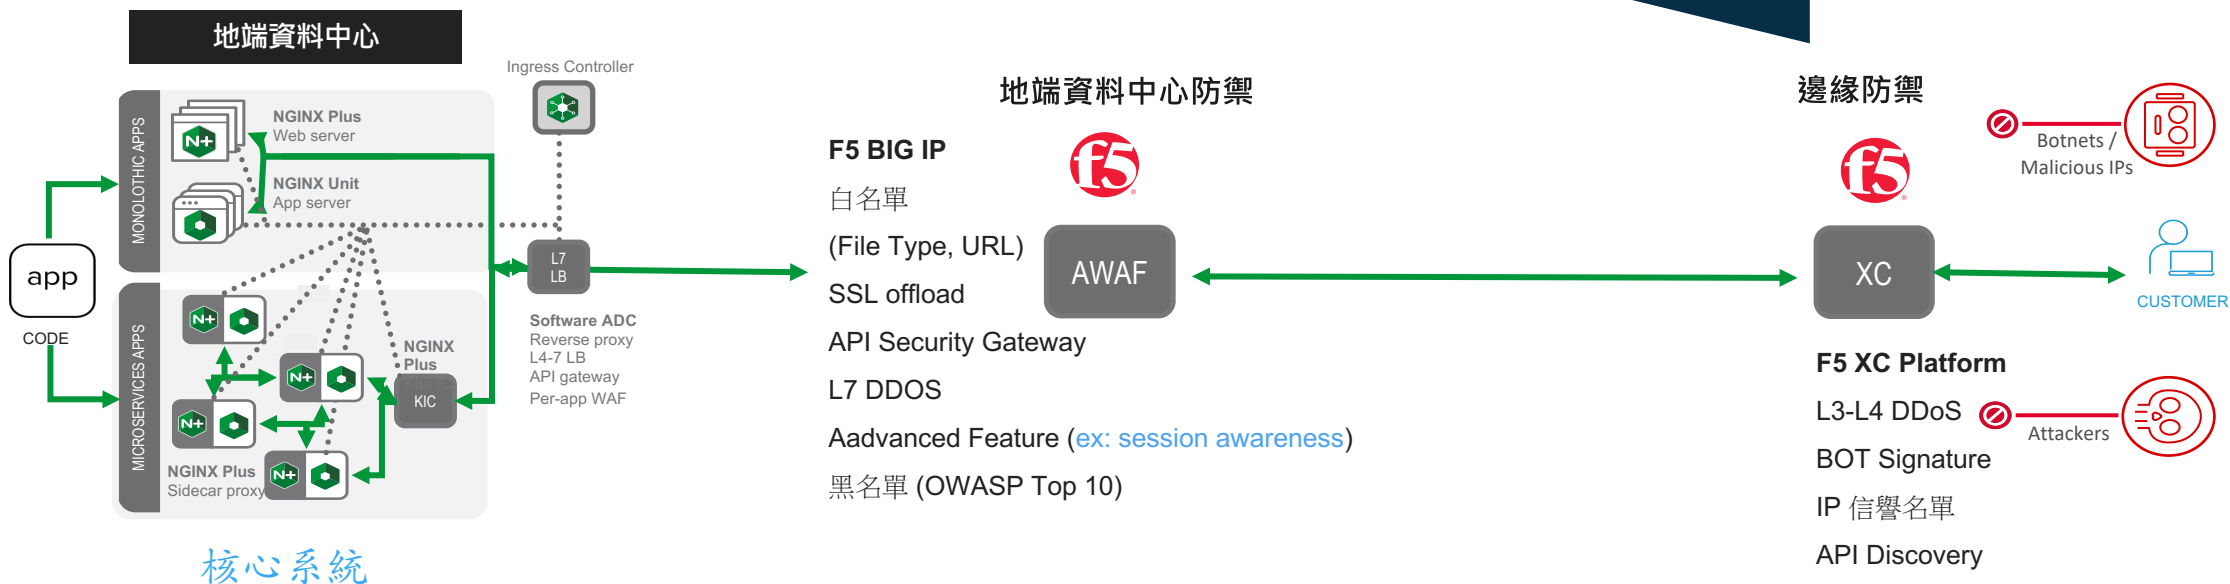 地端資料中心
MONOLOTHIC APPS
NGINX Plus
Web server
NGINX Unit
App server
app
CODE
MICROSERVICES APPS
NGINX
Plus
KIC
NGINX Plus
Sidecar proxy
核心系統
Ingress Controller
L7
LB
Software ADC
Reverse proxy
L4-7 LB
API gateway
Per-app WAF
地端資料中心防禦
F5 BIG IP
白名單
(File Type, URL)
SSL offload
API Security Gateway
L7 DDOS
Aadvanced Feature (ex: session awareness)
黑名單 (OWASP Top 10)
f5
AWAF
邊緣防禦
f5
XC
F5 XC Platform
L3-L4 DDoS
BOT Signature
IP 信譽名單
API Discovery
Botnets /
Malicious IPs
CUSTOMER
Attackers
N+
N+
N+
N+
N+